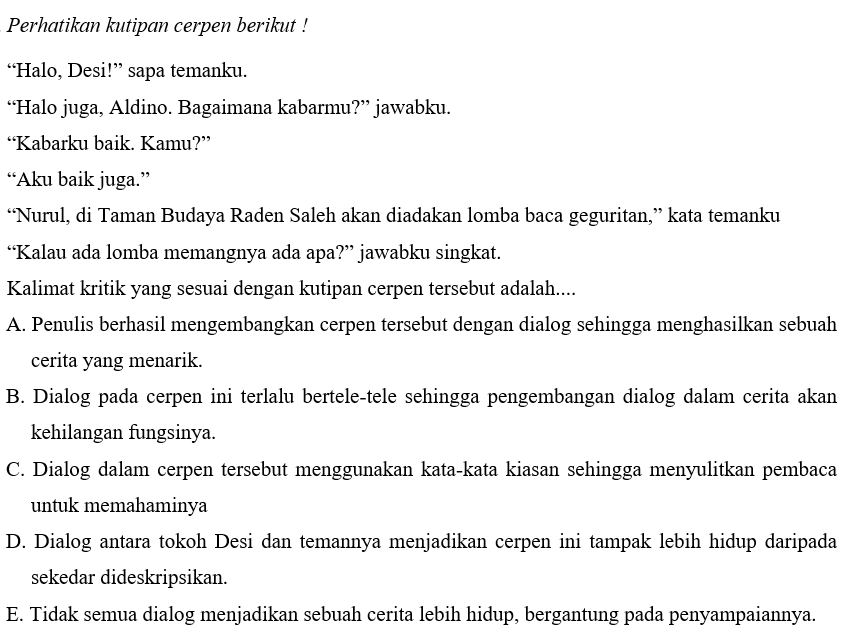 Perhatikan kutipan cerpen berikut !
“Halo, Desi!” sapa temanku.
“Halo juga, Aldino. Bagaimana kabarmu?” jawabku.
“Kabarku baik. Kamu?”
“Aku baik juga.”
“Nurul, di Taman Budaya Raden Saleh akan diadakan lomba baca geguritan,” kata temanku
“Kalau ada lomba memangnya ada apa?” jawabku singkat.
Kalimat kritik yang sesuai dengan kutipan cerpen tersebut adalah....
A. Penulis berhasil mengembangkan cerpen tersebut dengan dialog sehingga menghasilkan sebuah
cerita yang menarik.
B. Dialog pada cerpen ini terlalu bertele-tele sehingga pengembangan dialog dalam cerita akan
kehilangan fungsinya.
C. Dialog dalam cerpen tersebut menggunakan kata-kata kiasan sehingga menyulitkan pembaca
untuk memahaminya
D. Dialog antara tokoh Desi dan temannya menjadikan cerpen ini tampak lebih hidup daripada
sekedar dideskripsikan.
E. Tidak semua dialog menjadikan sebuah cerita lebih hidup, bergantung pada penyampaiannya.